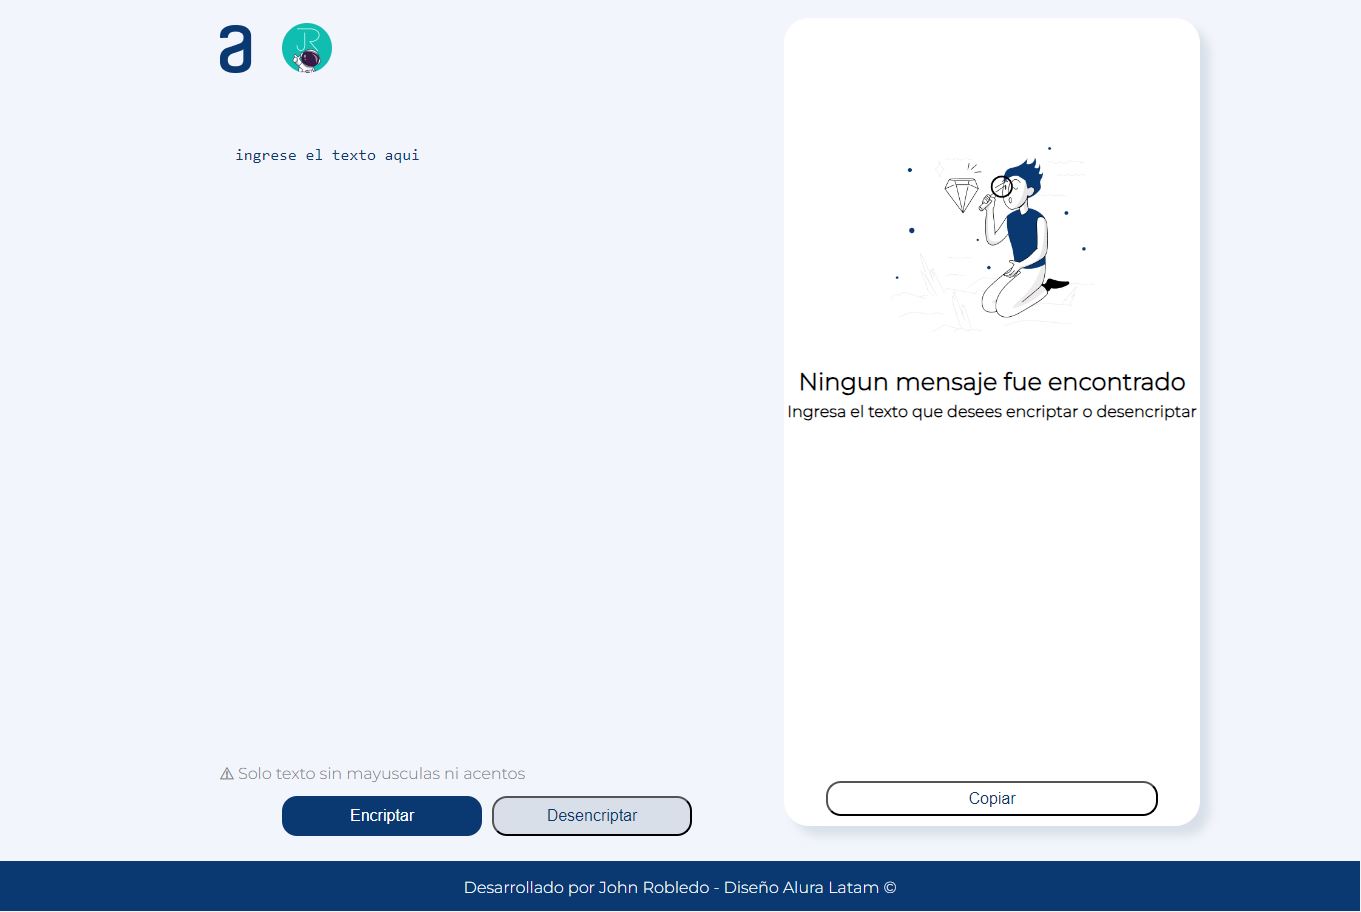 a
JR
ingrese el texto aqui
⚠ Solo texto sin mayusculas ni acentos
Encriptar
Desencriptar
Ningun mensaje fue encontrado
Ingresa el texto que desees encriptar o desencriptar
Copiar
Desarrollado por John Robledo - Diseño Alura Latam ©